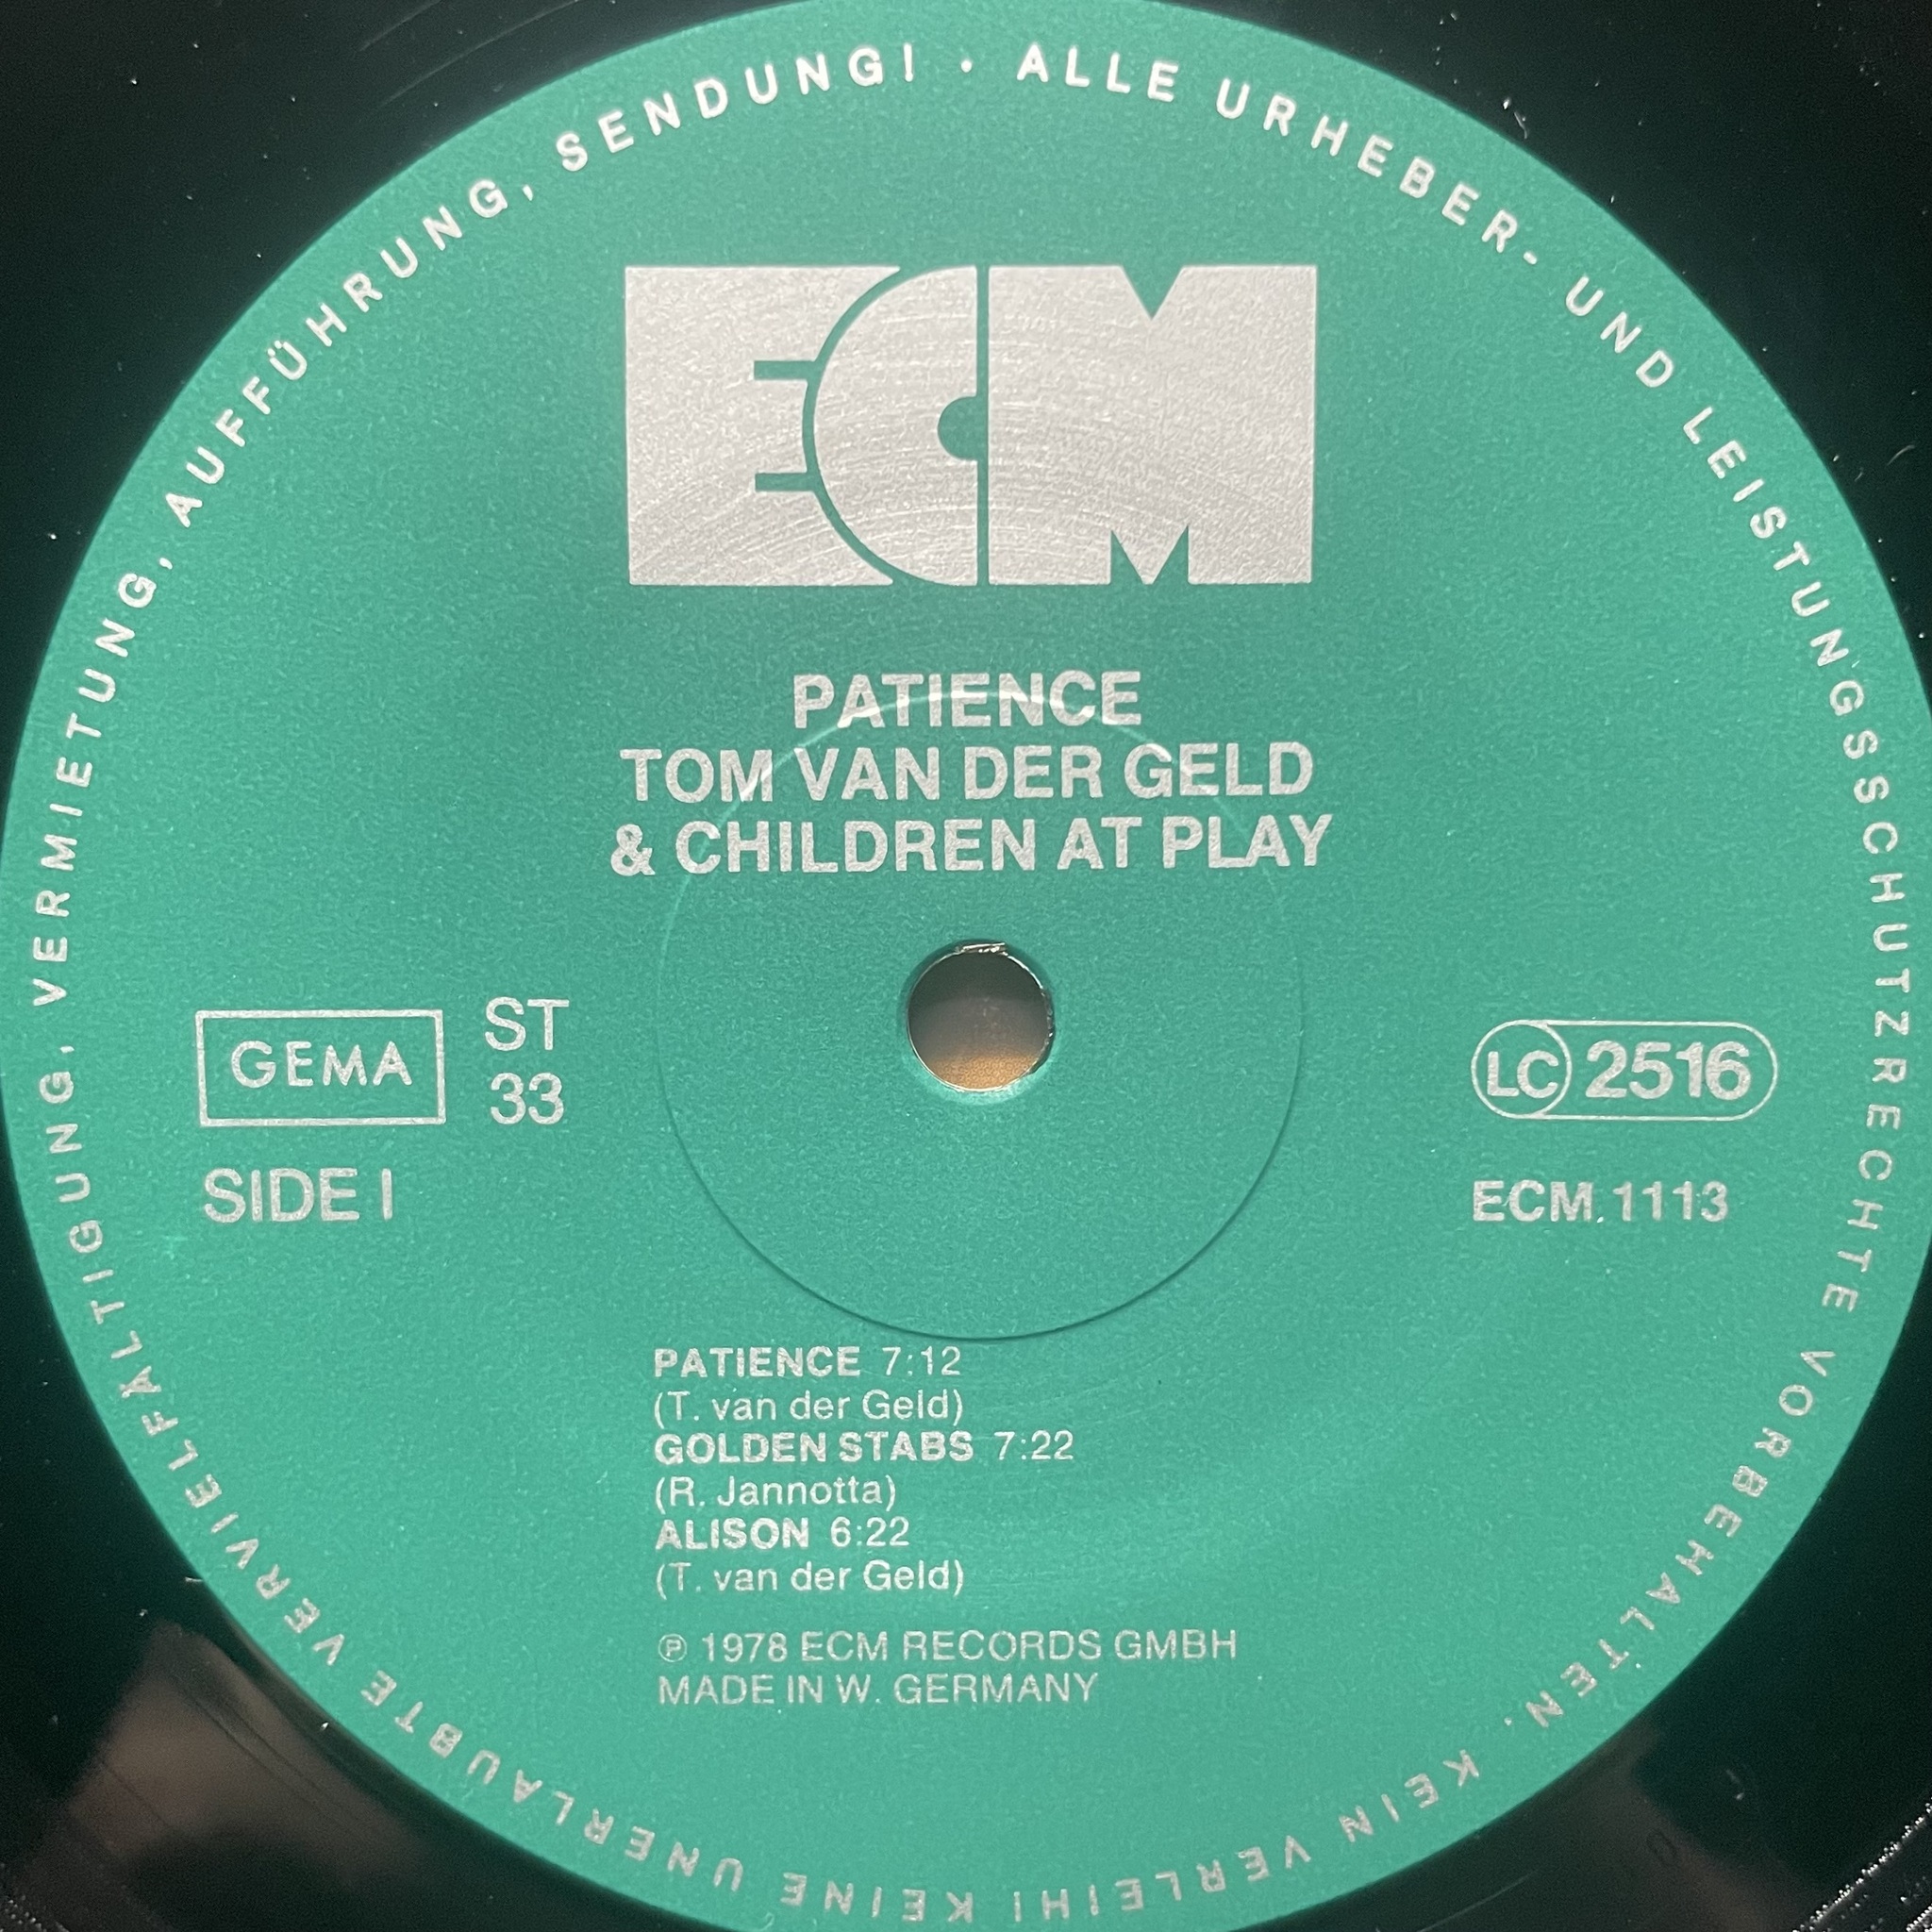 ALLE URHEBER- UND LEISTUNGSSCHUTZRECHTE VORBEHALTEN. KEIN VERLEIH! KEINE UNERLAUBTE VERVIELFÄLTIGUNG, VERMIETUNG, AUFFÜHRUNG, SENDUNG! •
ECM
PATIENCE
TOM VAN DER GELD
& CHILDREN AT PLAY
GEMA
ST
33
SIDE I
LC 2516
ECM 1113
PATIENCE 7:12
(T. van der Geld)
GOLDEN STABS 7:22
(R. Jannotta)
ALISON 6:22
(T. van der Geld)
℗ 1978 ECM RECORDS GMBH
MADE IN W. GERMANY